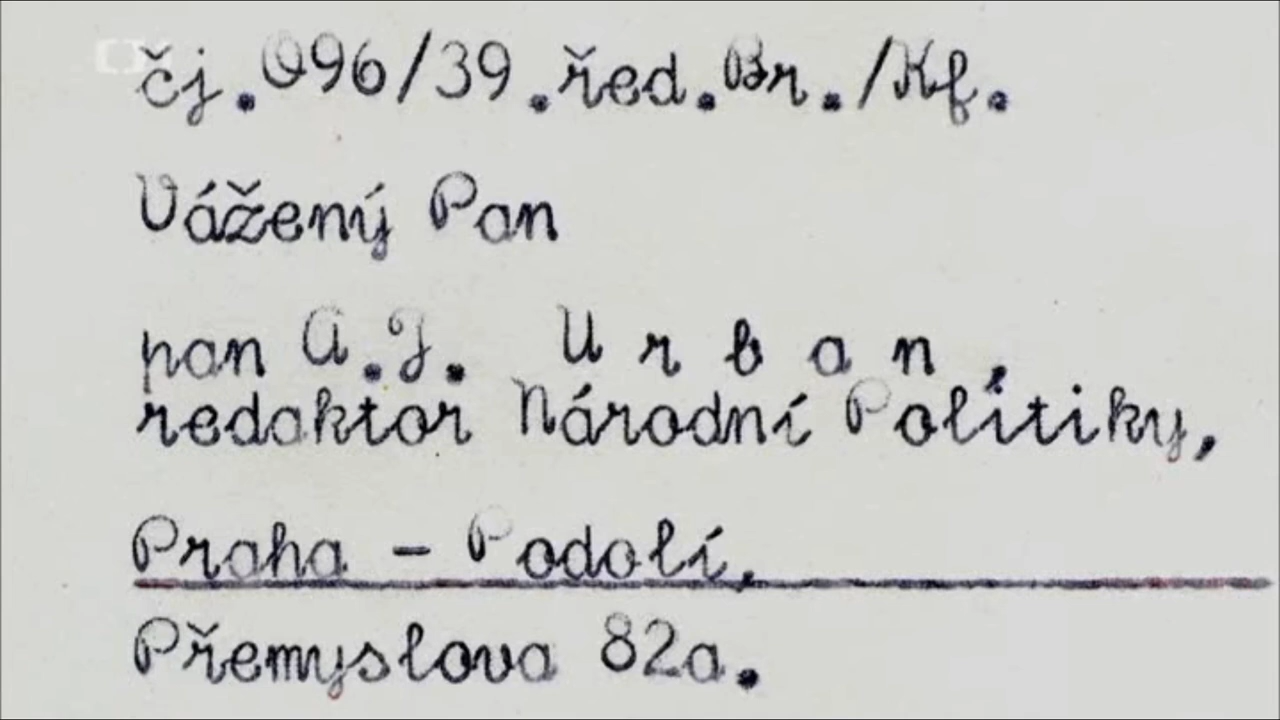 čj.096/39.řed.Br./Kf.
Vážený Pan
pan A.J. U r b a n ,
redaktor Národní Politiky,
Praha - Podolí,
Přemyslova 82a.